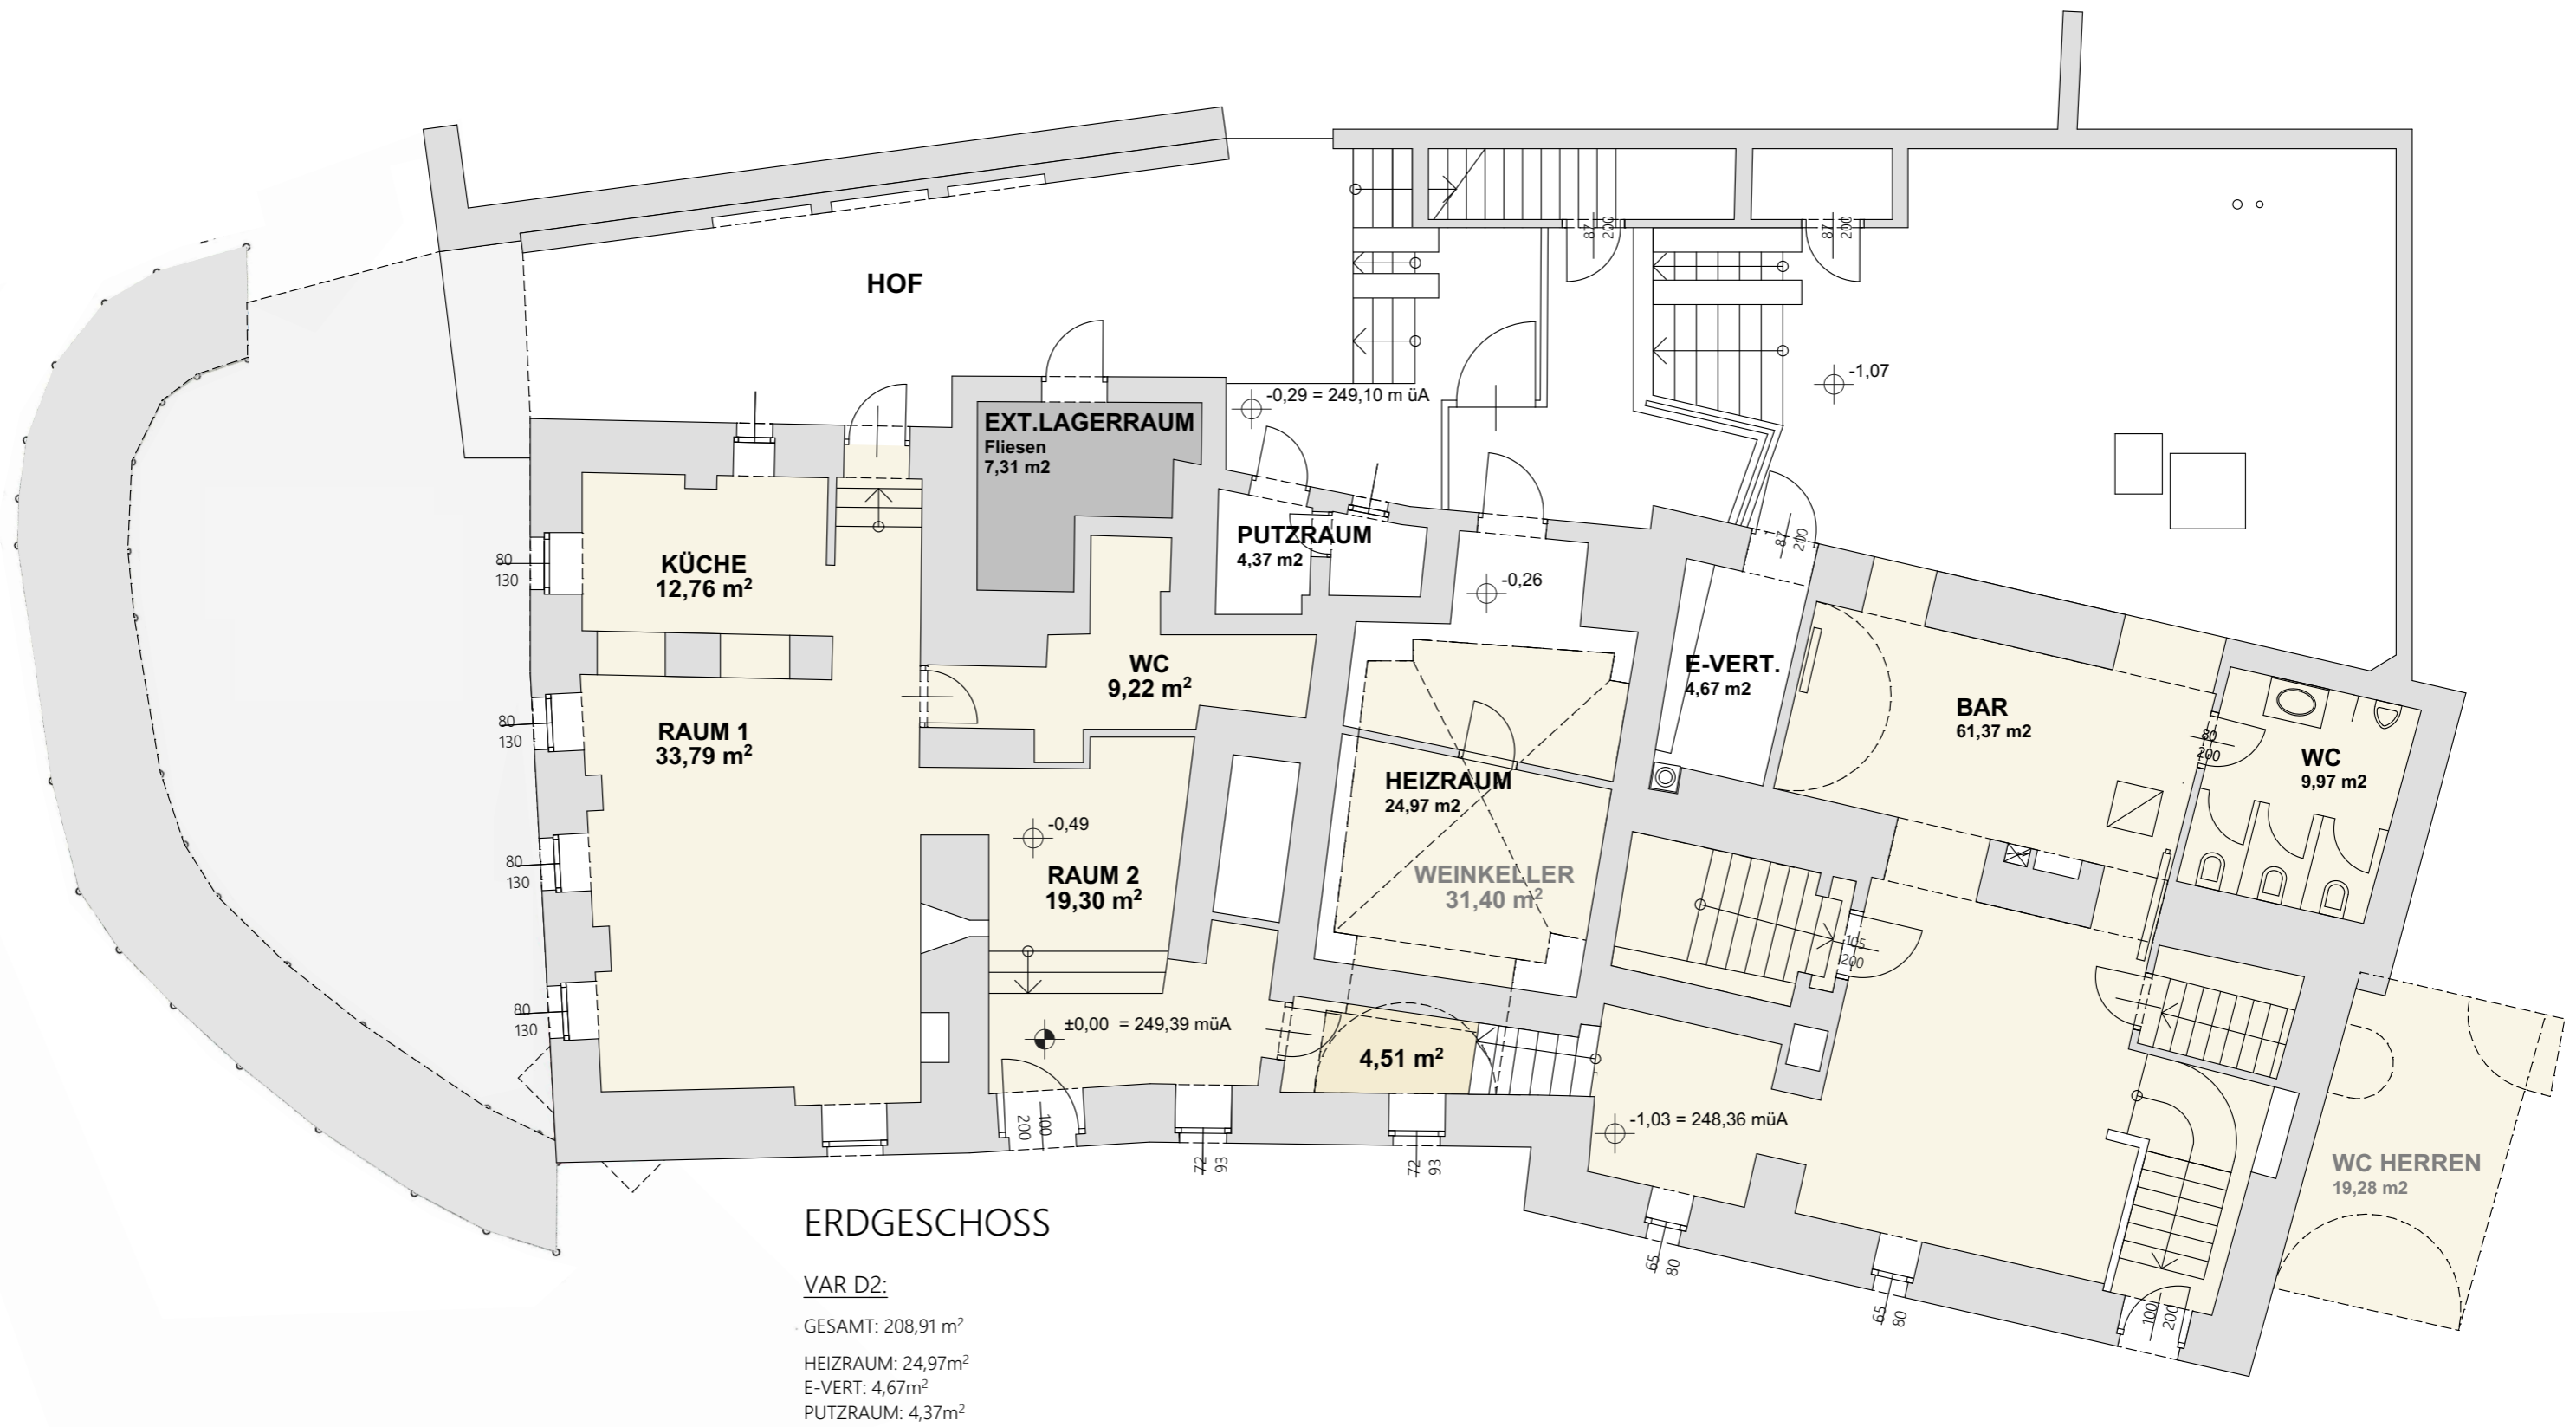 HOF
87
200
87
200
-1,07
-0,29 = 249,10 m üA
EXT.LAGERRAUM
Fliesen
7,31 m2
PUTZRAUM
4,37 m2
87
200
80
130
KÜCHE
12,76 m²
-0,26
WC
9,22 m²
E-VERT.
4,67 m2
BAR
61,37 m2
80
200
WC
9,97 m2
80
130
RAUM 1
33,79 m²
HEIZRAUM
24,97 m2
-0,49
80
130
RAUM 2
19,30 m²
WEINKELLER
31,40 m²
105
200
80
130
±0,00 = 249,39 müA
4,51 m²
100
200
72
93
72
93
-1,03 = 248,36 müA
WC HERREN
19,28 m2
65
80
65
80
100
200
ERDGESCHOSS
VAR D2:
GESAMT: 208,91 m²
HEIZRAUM: 24,97m²
E-VERT: 4,67m²
PUTZRAUM: 4,37m²